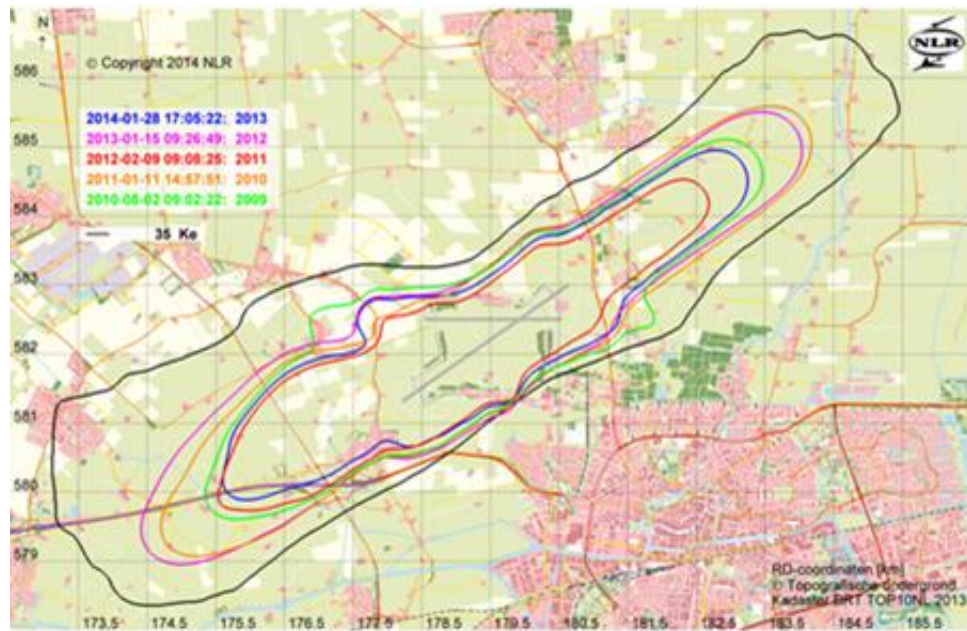 N
NLR
© Copyright 2014 NLR
2014-01-28 17:05:22: 2013
2013-01-15 09:26:49: 2012
2012-02-09 09:08:25: 2011
2011-01-11 14:57:51: 2010
2010-08-02 09:02:22: 2009
35 Ke
586
585
584
583
582
581
580
579
RD-coordinaten [km]
© Topografische ondergrond
Kadaster BRT TOP10NL 2013
173.5 174.5 175.5 176.5 177.5 178.5 179.5 180.5 181.5 182.5 183.5 184.5 185.5